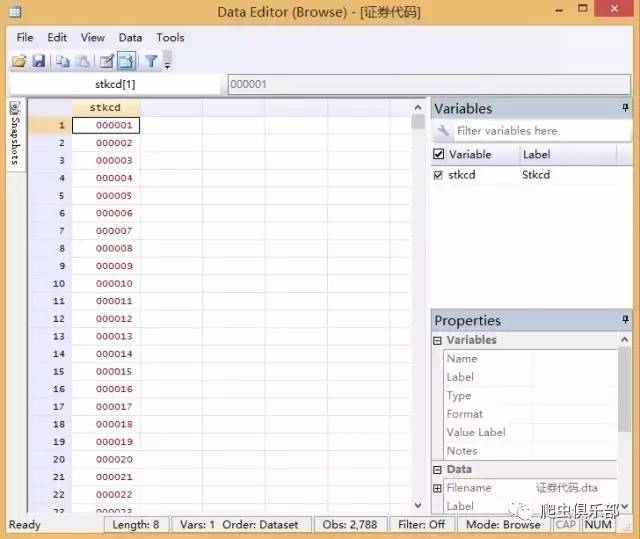 Data Editor (Browse) - [证券代码]
File Edit View Data Tools
stkcd[1] 000001
Snapshots
stkcd
1 000001
2 000002
3 000003
4 000004
5 000005
6 000006
7 000007
8 000008
9 000009
10 000010
11 000011
12 000012
13 000013
14 000014
15 000015
16 000016
17 000017
18 000018
19 000019
20 000020
21 000021
22 000022
Variables
Filter variables here
Variable Label
stkcd Stkcd
Properties
Variables
Name
Label
Type
Format
Value Label
Notes
Data
Filename 证券代码.dta
Label
爬虫俱乐部
Ready Length: 8 Vars: 1 Order: Dataset Obs: 2,788 Filter: Off Mode: Browse CAP NUM